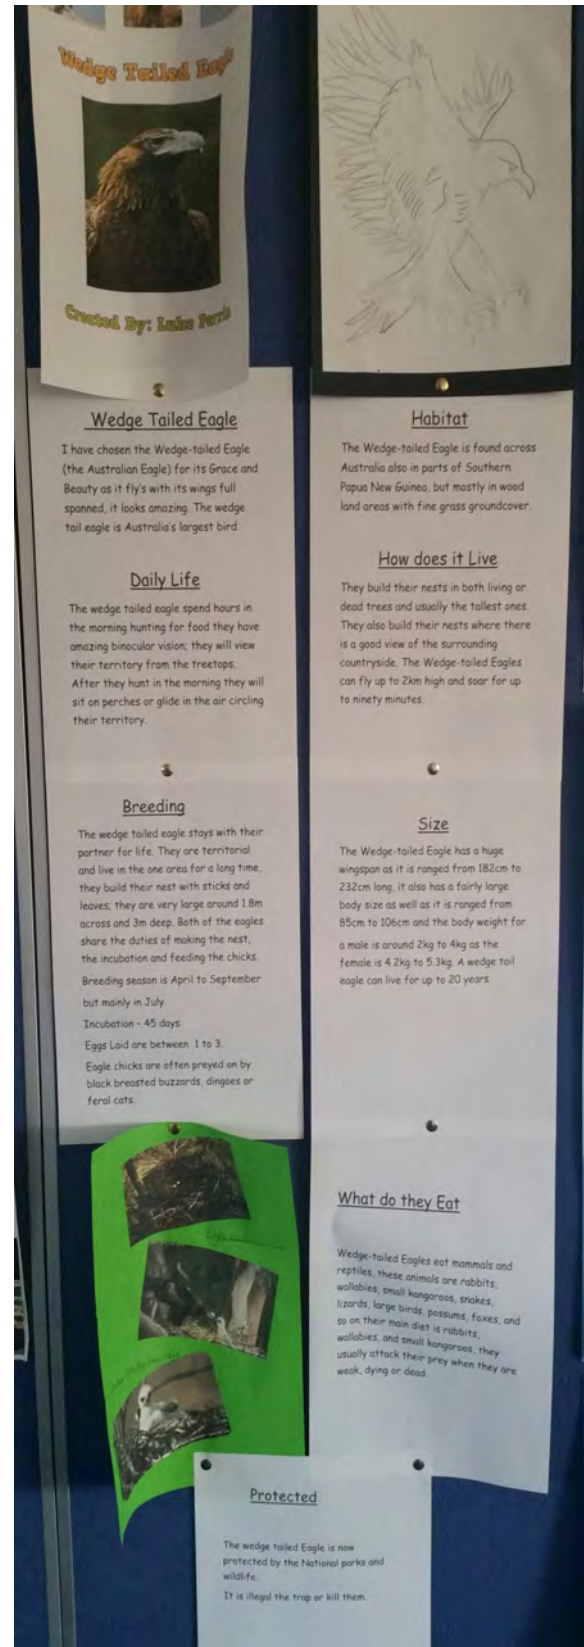 Wedge Tailed Eagle
Created By: Luise Ferris
Wedge Tailed Eagle
I have chosen the Wedge-tailed Eagle
(the Australian Eagle) for its Grace and
Beauty as it fly's with its wings full
spanned, it looks amazing. The wedge
tail eagle is Australia's largest bird.
Daily Life
The wedge tailed eagle spend hours in
the morning hunting for food they have
amazing binocular vision; they will view
their territory from the treetops.
After they hunt in the morning they will
sit on perches or glide in the air circling
their territory.
Breeding
The wedge tailed eagle stays with their
partner for life. They are territorial
and live in the one area for a long time,
they build their nest with sticks and
leaves; they are very large around 1.8m
across and 3m deep. Both of the eagles
share the duties of making the nest,
the incubation and feeding the chicks.
Breeding season is April to September
but mainly in July.
Incubation - 45 days
Eggs Laid are between 1 to 3.
Eagle chicks are often preyed on by
black breasted buzzards, dingoes or
feral cats.
Habitat
The Wedge-tailed Eagle is found across
Australia also in parts of Southern
Papua New Guinea, but mostly in wood
land areas with fine grass groundcover.
How does it Live
They build their nests in both living or
dead trees and usually the tallest ones.
They also build their nests where there
is a good view of the surrounding
countryside. The Wedge-tailed Eagles
can fly up to 2km high and soar for up
to ninety minutes.
Size
The Wedge-tailed Eagle has a huge
wingspan as it is ranged from 182cm to
232cm long, it also has a fairly large
body size as well as it is ranged from
85cm to 106cm and the body weight for
a male is around 2kg to 4kg as the
female is 4.2kg to 5.3kg. A wedge tail
eagle can live for up to 20 years.
What do they Eat
Wedge-tailed Eagles eat mammals and
reptiles, these animals are rabbits,
wallabies, small kangaroos, snakes,
lizards, large birds, possums, foxes, and
so on their main diet is rabbits,
wallabies, and small kangaroos, they
usually attack their prey when they are
weak, dying or dead.
Protected
The wedge tailed Eagle is now
protected by the National parks and
wildlife.
It is illegal the trap or kill them.